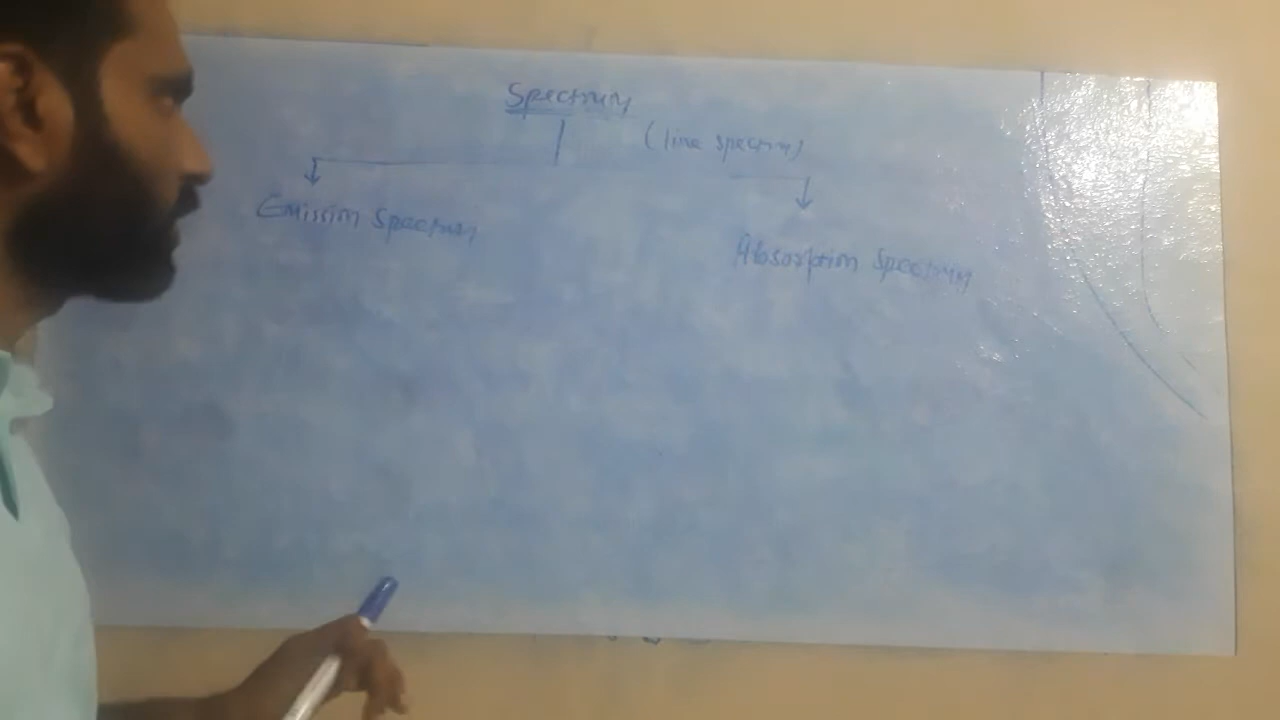 Spectrum
(line spectrum)
Emission Spectrum
Absorption Spectrum